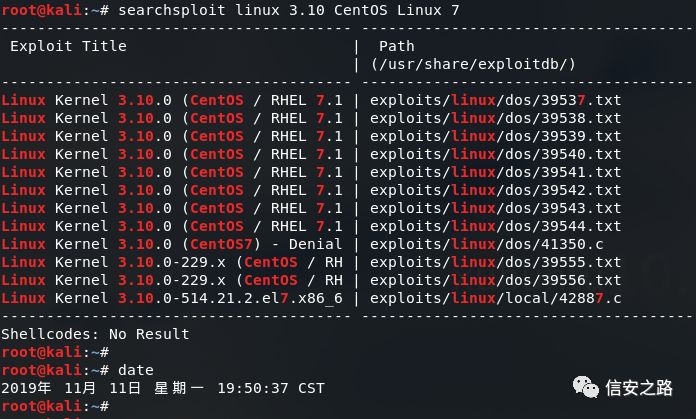 root@kali:~# searchsploit linux 3.10 CentOS Linux 7
---------------------------------------- ----------------------------------------
Exploit Title | Path
| (/usr/share/exploitdb/)
---------------------------------------- ----------------------------------------
Linux Kernel 3.10.0 (CentOS / RHEL 7.1 | exploits/linux/dos/39537.txt
Linux Kernel 3.10.0 (CentOS / RHEL 7.1 | exploits/linux/dos/39538.txt
Linux Kernel 3.10.0 (CentOS / RHEL 7.1 | exploits/linux/dos/39539.txt
Linux Kernel 3.10.0 (CentOS / RHEL 7.1 | exploits/linux/dos/39540.txt
Linux Kernel 3.10.0 (CentOS / RHEL 7.1 | exploits/linux/dos/39541.txt
Linux Kernel 3.10.0 (CentOS / RHEL 7.1 | exploits/linux/dos/39542.txt
Linux Kernel 3.10.0 (CentOS / RHEL 7.1 | exploits/linux/dos/39543.txt
Linux Kernel 3.10.0 (CentOS / RHEL 7.1 | exploits/linux/dos/39544.txt
Linux Kernel 3.10.0 (CentOS7) - Denial | exploits/linux/dos/41350.c
Linux Kernel 3.10.0-229.x (CentOS / RH | exploits/linux/dos/39555.txt
Linux Kernel 3.10.0-229.x (CentOS / RH | exploits/linux/dos/39556.txt
Linux Kernel 3.10.0-514.21.2.el7.x86_6 | exploits/linux/local/42887.c
---------------------------------------- ----------------------------------------
Shellcodes: No Result
root@kali:~#
root@kali:~# date
2019年 11月 11日 星期一 19:50:37 CST
root@kali:~#
信安之路